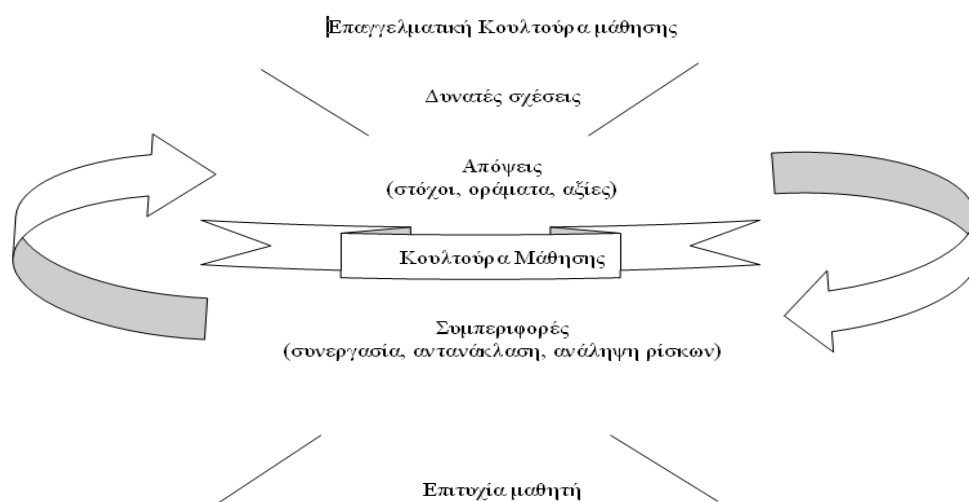 Επαγγελματική Κουλτούρα μάθησης
Δυνατές σχέσεις
Απόψεις
(στόχοι, οράματα, αξίες)
Κουλτούρα Μάθησης
Συμπεριφορές
(συνεργασία, αντανάκλαση, ανάληψη ρίσκων)
Επιτυχία μαθητή